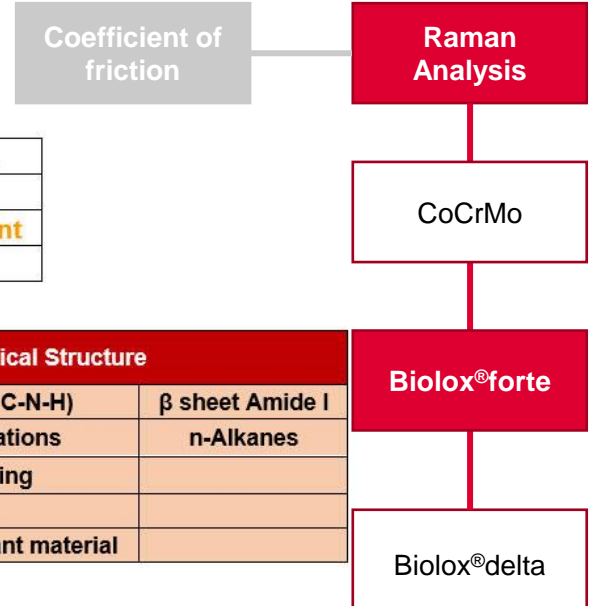 Coefficient of
friction
Raman
Analysis
CoCrMo
Biolox®forte
Biolox®delta
nt
ical Structure
C-N-H) β sheet Amide I
ations n-Alkanes
ing
ant material